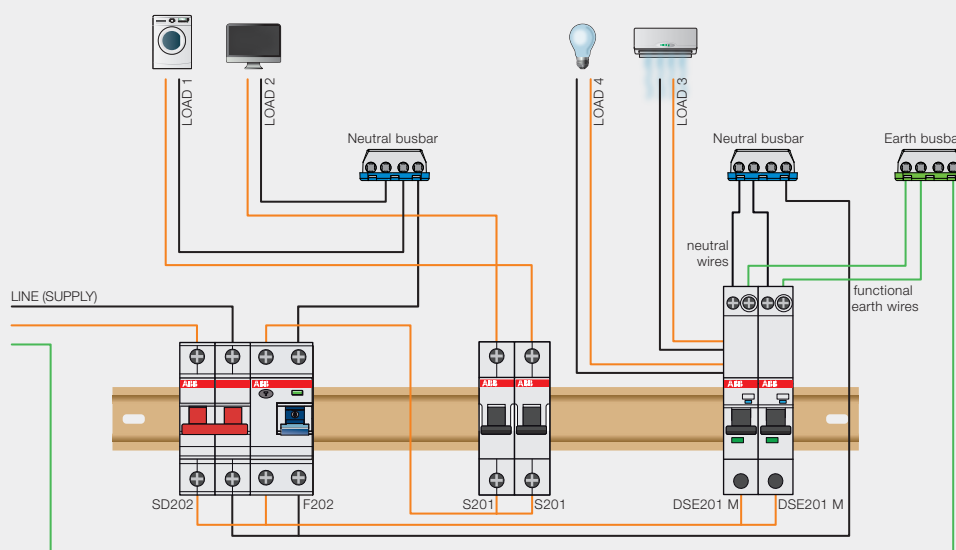 LOAD 1
LOAD 2
LOAD 4
LOAD 3
Neutral busbar
Neutral busbar
Earth busba
neutral
wires
functional
earth wires
LINE (SUPPLY)
ABB
ABB
ABB
ABB
ABB
ABB
SD202
F202
S201
S201
DSE201 M
DSE201 M